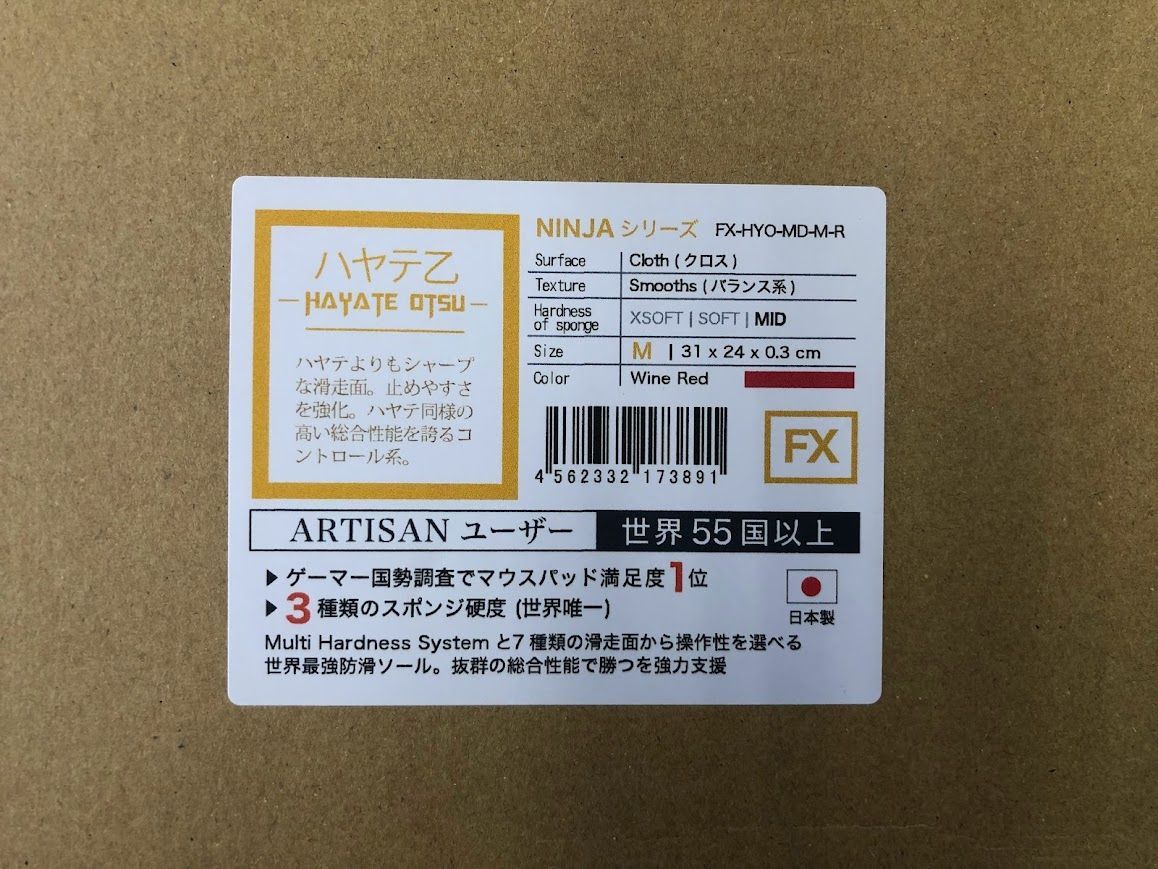 ハヤテ乙
HAYATE OTSU
ハヤテよりもシャープ
な滑走面。止めやすさ
を強化。ハヤテ同様の
高い総合性能を誇るコ
ントロール系。
NINJA シリーズ FX-HYO-MD-M-R
Surface Cloth (クロス)
Texture Smooths (バランス系)
Hardness
of sponge XSOFT | SOFT | MID
Size M | 31 x 24 x 0.3 cm
Color Wine Red
4 562332 173891
FX
ARTISAN ユーザー 世界 55 国以上
▶ ゲーマー国勢調査でマウスパッド満足度1位
▶ 3種類のスポンジ硬度 (世界唯一)
日本製
Multi Hardness System と7 種類の滑走面から操作性を選べる
世界最強防滑ソール。抜群の総合性能で勝つを強力支援